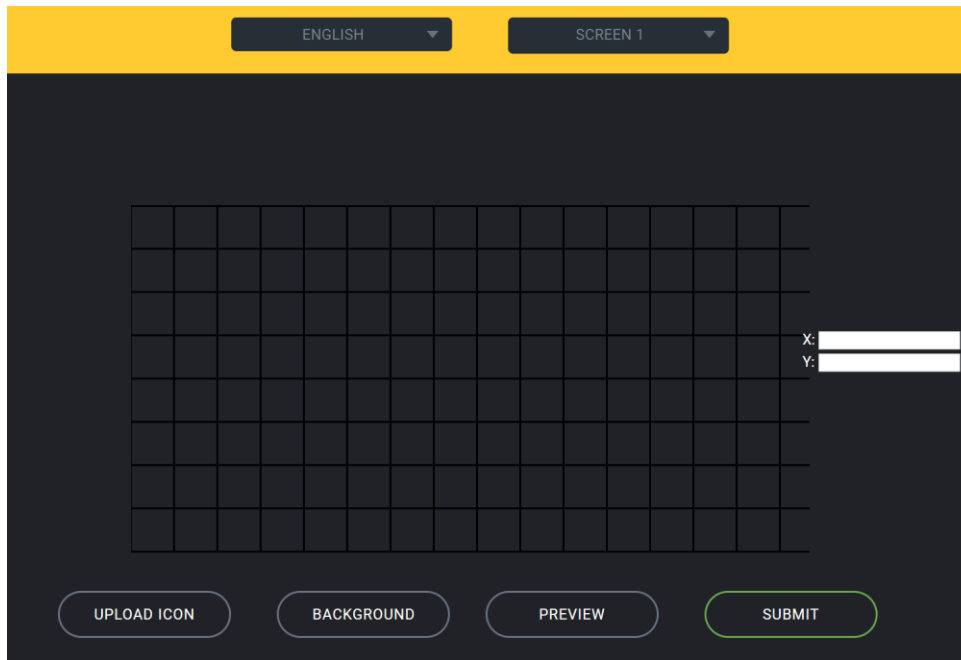 ENGLISH
SCREEN 1
X:
Y:
UPLOAD ICON
BACKGROUND
PREVIEW
SUBMIT